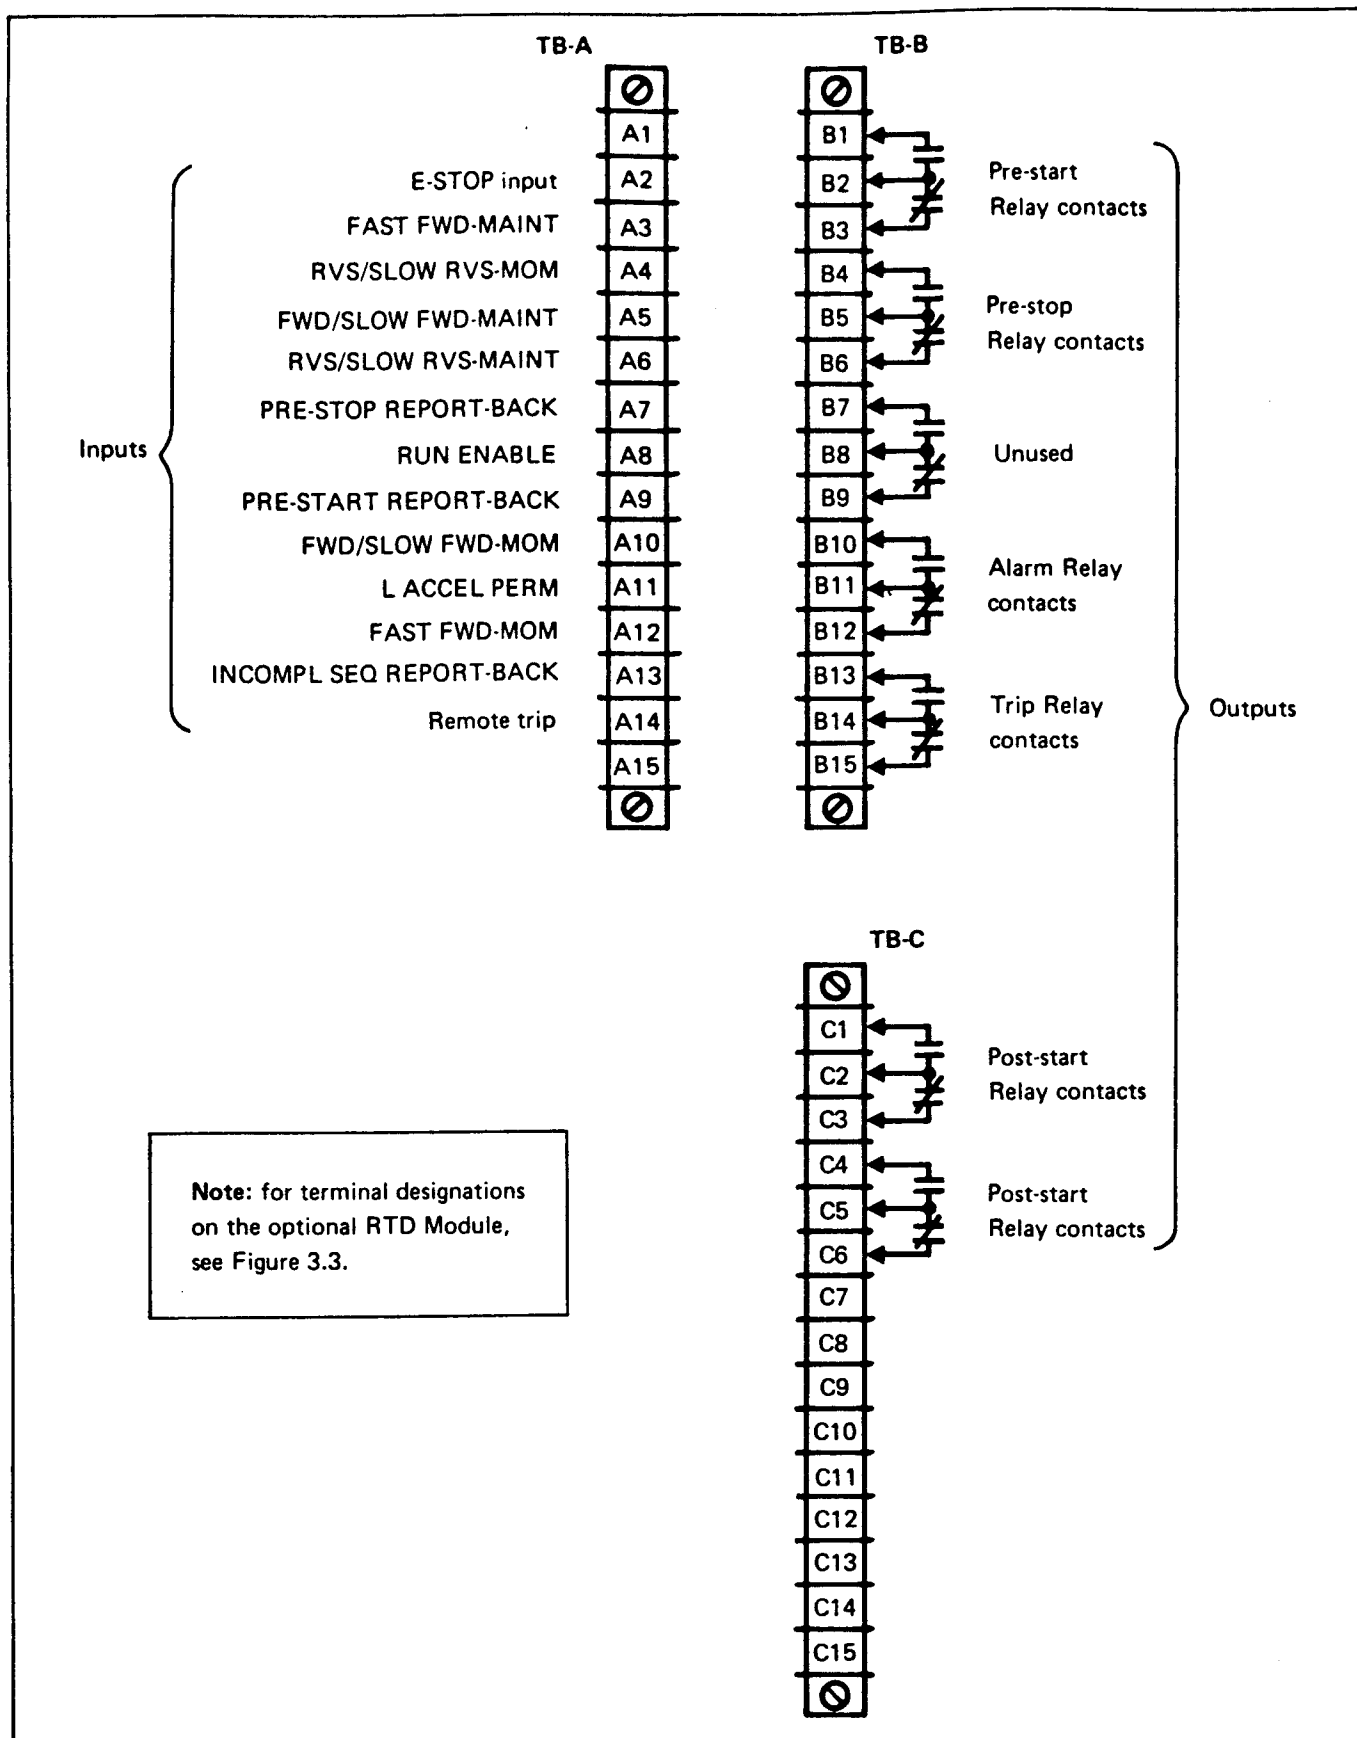 TB-A
A1
E-STOP input A2
FAST FWD-MAINT A3
RVS/SLOW RVS-MOM A4
FWD/SLOW FWD-MAINT A5
RVS/SLOW RVS-MAINT A6
PRE-STOP REPORT-BACK A7
RUN ENABLE A8
PRE-START REPORT-BACK A9
FWD/SLOW FWD-MOM A10
L ACCEL PERM A11
FAST FWD-MOM A12
INCOMPL SEQ REPORT-BACK A13
Remote trip A14
A15
Inputs
TB-B
B1
B2
B3
Pre-start
Relay contacts
B4
B5
B6
Pre-stop
Relay contacts
B7
B8
B9
Unused
B10
B11
B12
Alarm Relay
contacts
B13
B14
B15
Trip Relay
contacts
Outputs
TB-C
C1
C2
C3
Post-start
Relay contacts
C4
C5
C6
Post-start
Relay contacts
C7
C8
C9
C10
C11
C12
C13
C14
C15
Note: for terminal designations
on the optional RTD Module,
see Figure 3.3.